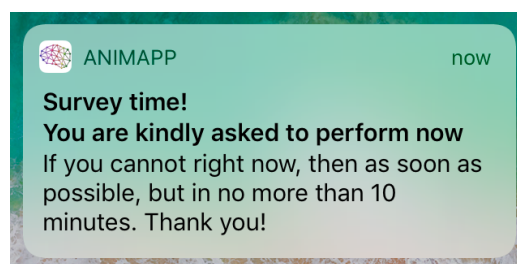 ANIMAPP now
Survey time!
You are kindly asked to perform now
If you cannot right now, then as soon as
possible, but in no more than 10
minutes. Thank you!